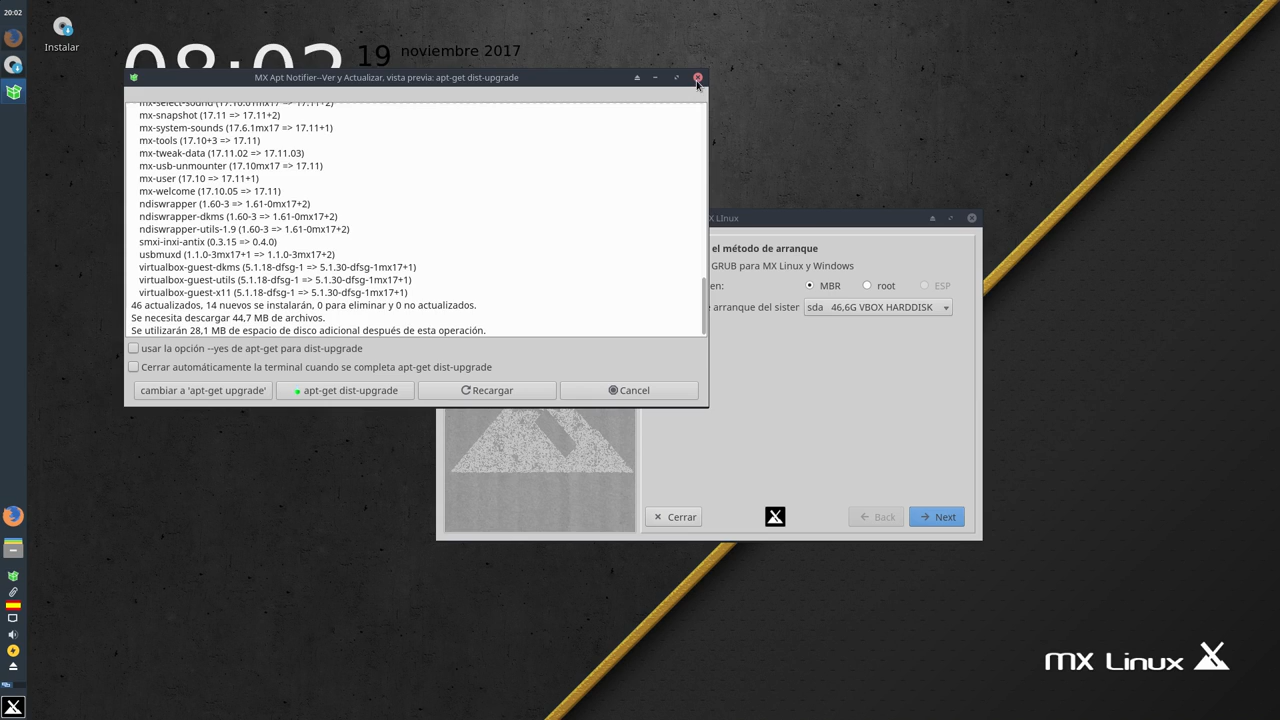 20:02
Instalar
08:02
19
noviembre 2017
MX Apt Notifier--Ver y Actualizar, vista previa: apt-get dist-upgrade
mx-select-sound (17.10.01mx17 => 17.11+2)
mx-snapshot (17.11 => 17.11+2)
mx-system-sounds (17.6.1mx17 => 17.11+1)
mx-tools (17.10+3 => 17.11)
mx-tweak-data (17.11.02 => 17.11.03)
mx-usb-unmounter (17.10mx17 => 17.11)
mx-user (17.10 => 17.11+1)
mx-welcome (17.10.05 => 17.11)
ndiswrapper (1.60-3 => 1.61-0mx17+2)
ndiswrapper-dkms (1.60-3 => 1.61-0mx17+2)
ndiswrapper-utils-1.9 (1.60-3 => 1.61-0mx17+2)
smxi-inxi-antix (0.3.15 => 0.4.0)
usbmuxd (1.1.0-3mx17+1 => 1.1.0-3mx17+2)
virtualbox-guest-dkms (5.1.18-dfsg-1 => 5.1.30-dfsg-1mx17+1)
virtualbox-guest-utils (5.1.18-dfsg-1 => 5.1.30-dfsg-1mx17+1)
virtualbox-guest-x11 (5.1.18-dfsg-1 => 5.1.30-dfsg-1mx17+1)
46 actualizados, 14 nuevos se instalarán, 0 para eliminar y 0 no actualizados.
Se necesita descargar 44,7 MB de archivos.
Se utilizarán 28,1 MB de espacio de disco adicional después de esta operación.
usar la opción --yes de apt-get para dist-upgrade
Cerrar automáticamente la terminal cuando se completa apt-get dist-upgrade
cambiar a 'apt-get upgrade'
apt-get dist-upgrade
Recargar
Cancel
X LInux
el método de arranque
GRUB para MX Linux y Windows
en:
MBR
root
ESP
arranque del sister
sda 46,6G VBOX HARDDISK
Cerrar
Back
Next
MX Linux